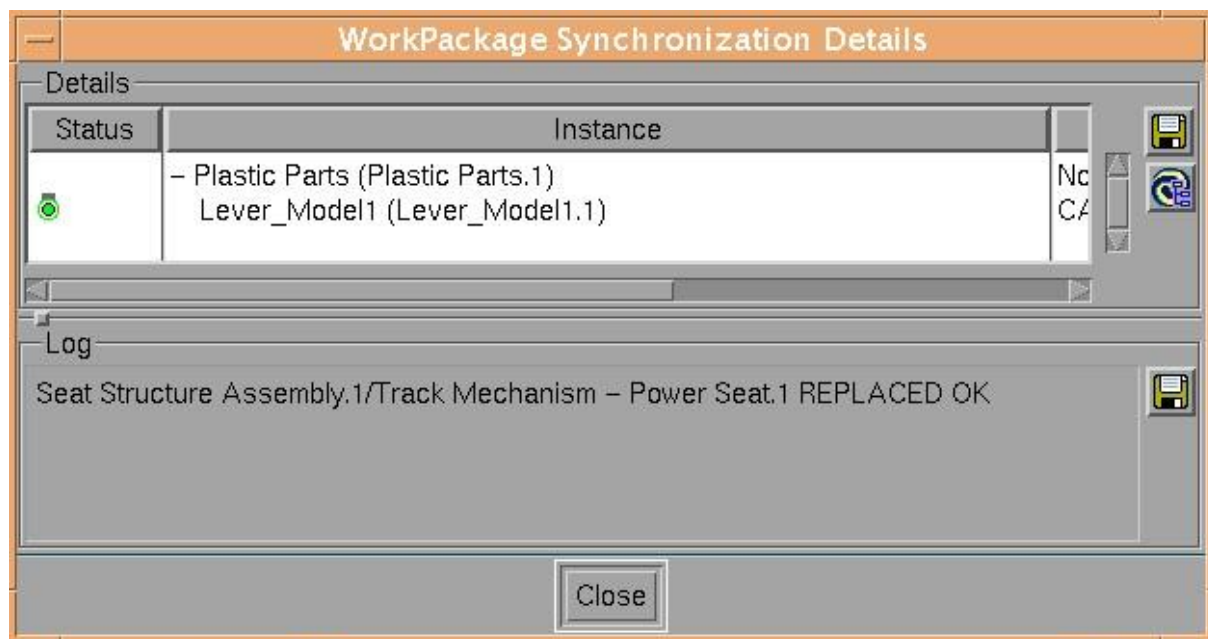 WorkPackage Synchronization Details
Details
Status Instance
– Plastic Parts (Plastic Parts.1)
Lever_Model1 (Lever_Model1.1)
Log
Seat Structure Assembly.1/Track Mechanism – Power Seat.1 REPLACED OK
Close